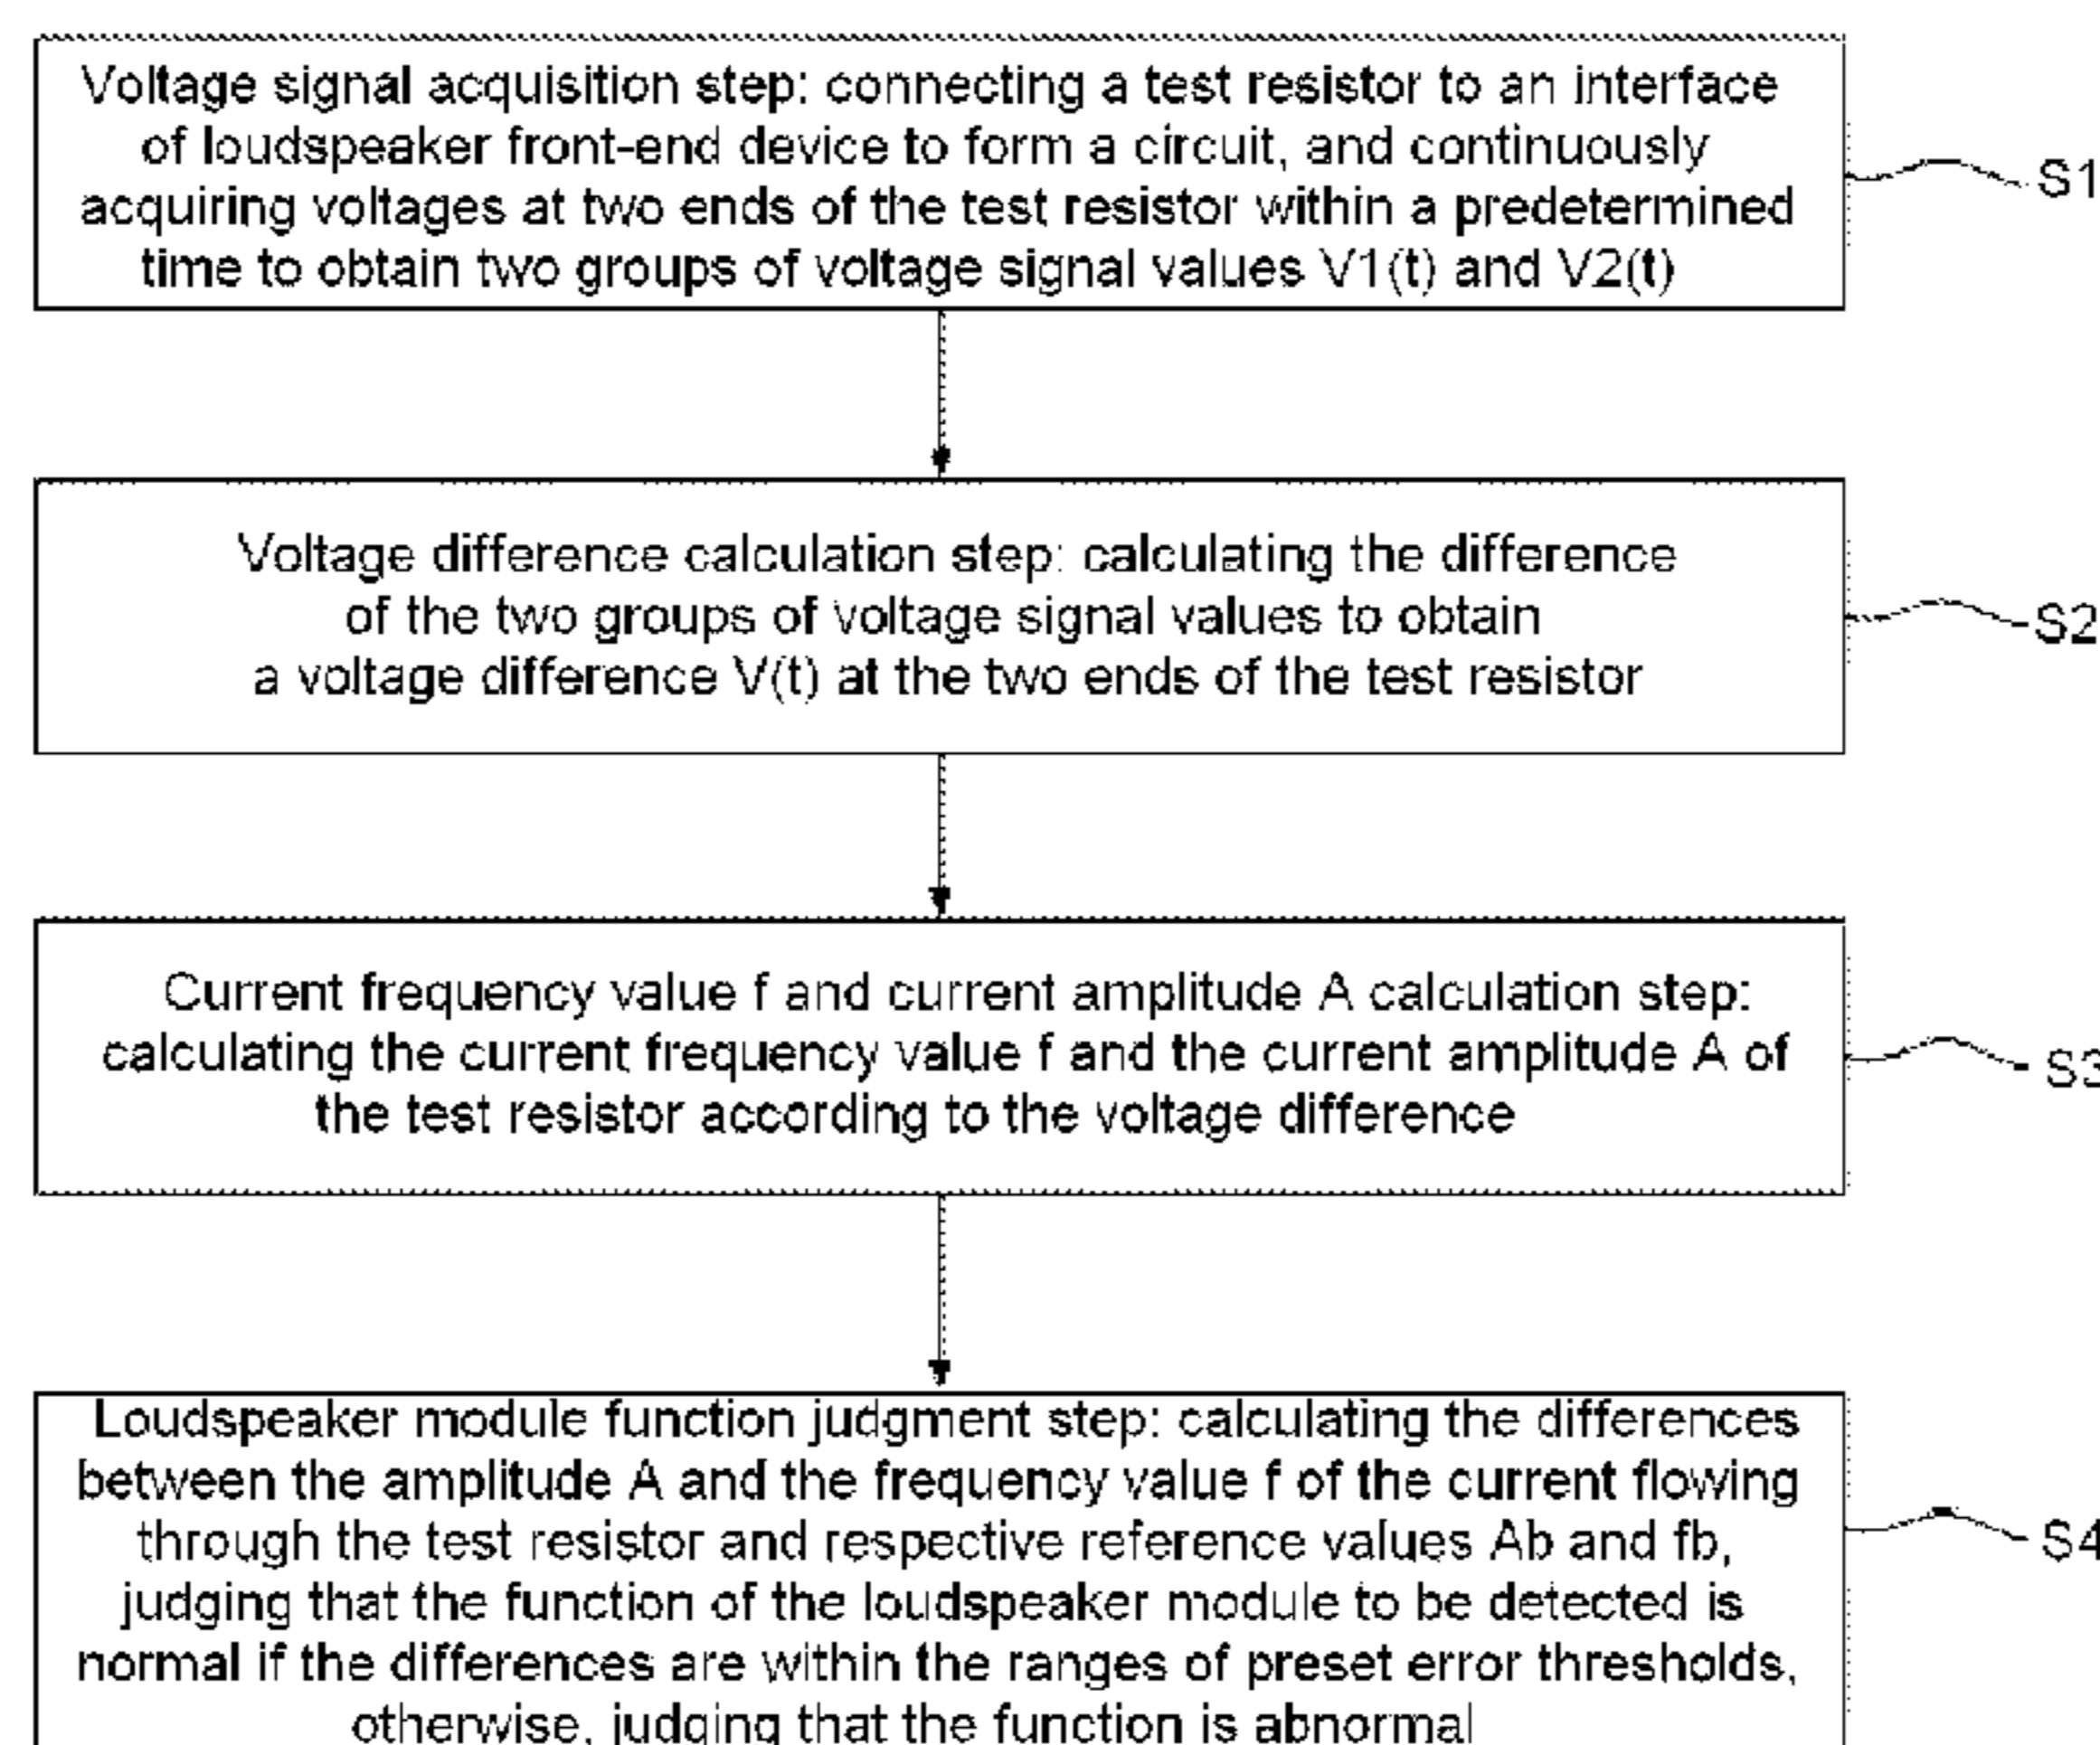 Voltage signal acquisition step: connecting a test resistor to an interface
of loudspeaker front-end device to form a circuit, and continuously
acquiring voltages at two ends of the test resistor within a predetermined
time to obtain two groups of voltage signal values V1(t) and V2(t)
S1
Voltage difference calculation step: calculating the difference
of the two groups of voltage signal values to obtain
a voltage difference V(t) at the two ends of the test resistor
S2
Current frequency value f and current amplitude A calculation step:
calculating the current frequency value f and the current amplitude A of
the test resistor according to the voltage difference
S3
Loudspeaker module function judgment step: calculating the differences
between the amplitude A and the frequency value f of the current flowing
through the test resistor and respective reference values Ab and fb,
judging that the function of the loudspeaker module to be detected is
normal if the differences are within the ranges of preset error thresholds,
otherwise, judging that the function is abnormal
S4